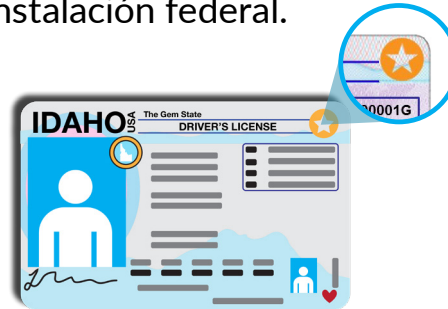 nstalación federal.
0001G
IDAHO USA The Gem State
DRIVER'S LICENSE